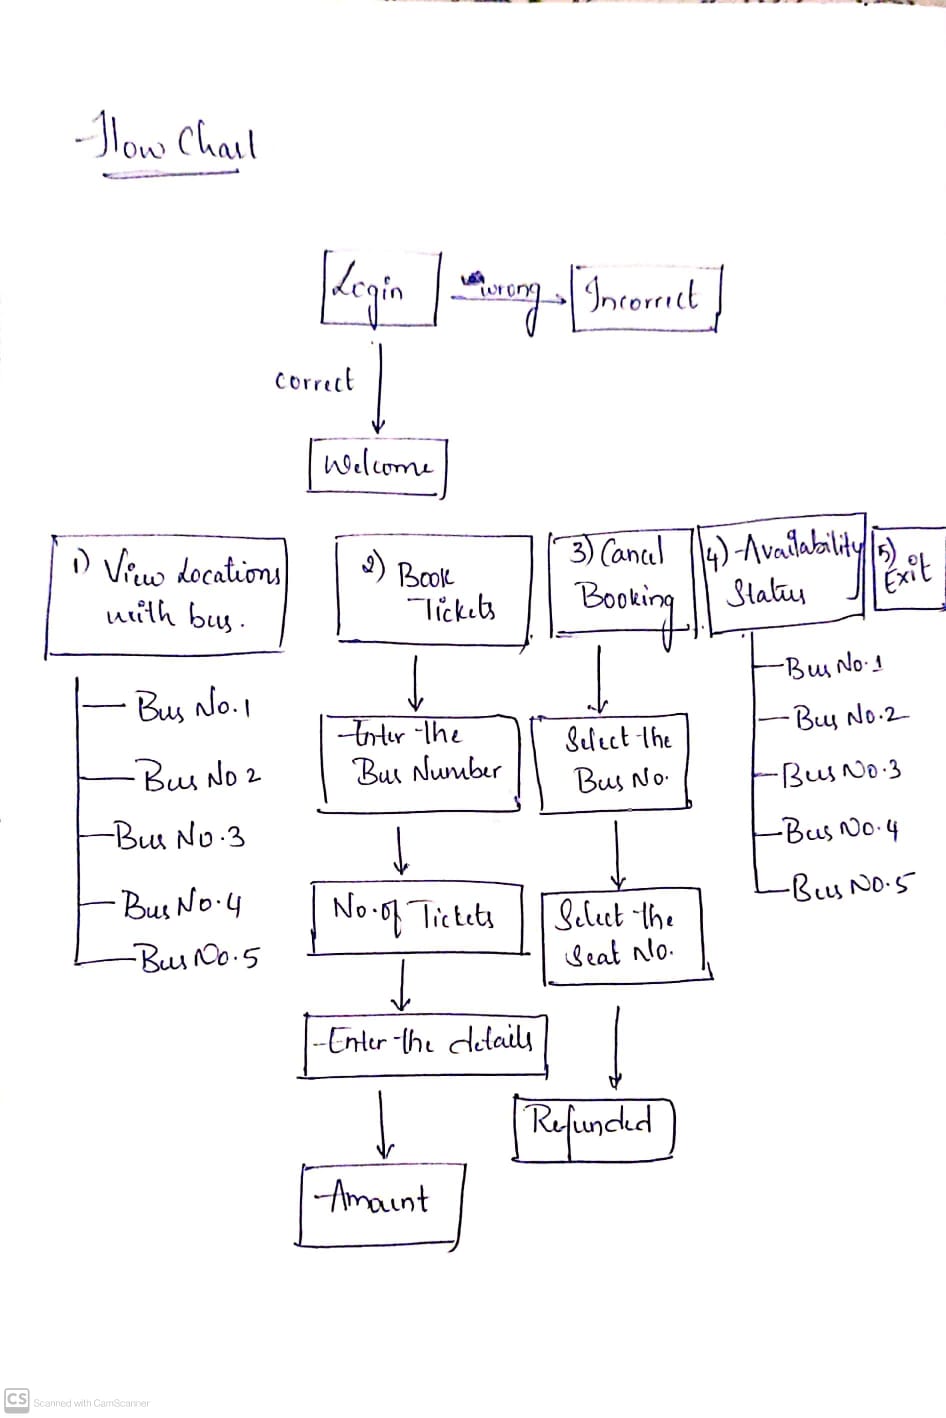 Flow Chart
Login
wrong
Incorrect
correct
Welcome
1) View Locations
with bus.
2) Book
Tickets
3) Cancel
Booking
4) Availability
Status
5)
Exit
Bus No.1
Bus No 2
Bus No.3
Bus No.4
Bus No.5
Enter the
Bus Number
No.of Tickets
Enter the details
Amount
Select the
Bus No.
Select the
Seat No.
Refunded
Bus No.1
Bus No.2
Bus No.3
Bus No.4
Bus No.5
CS Scanned with CamScanner